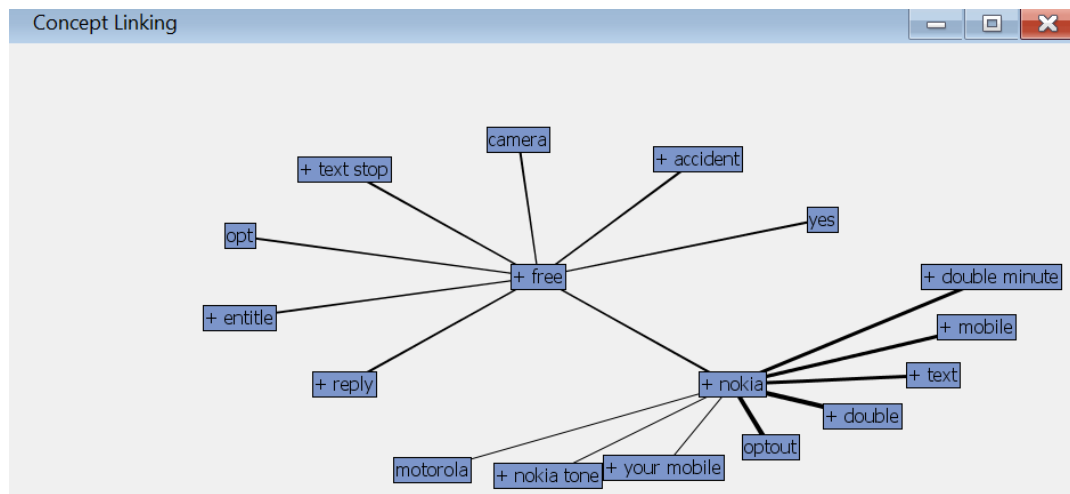 Concept Linking
camera
+ text stop
+ accident
opt
yes
+ free
+ double minute
+ entitle
+ mobile
+ reply
+ nokia
+ text
+ double
optout
motorola
+ nokia tone
+ your mobile